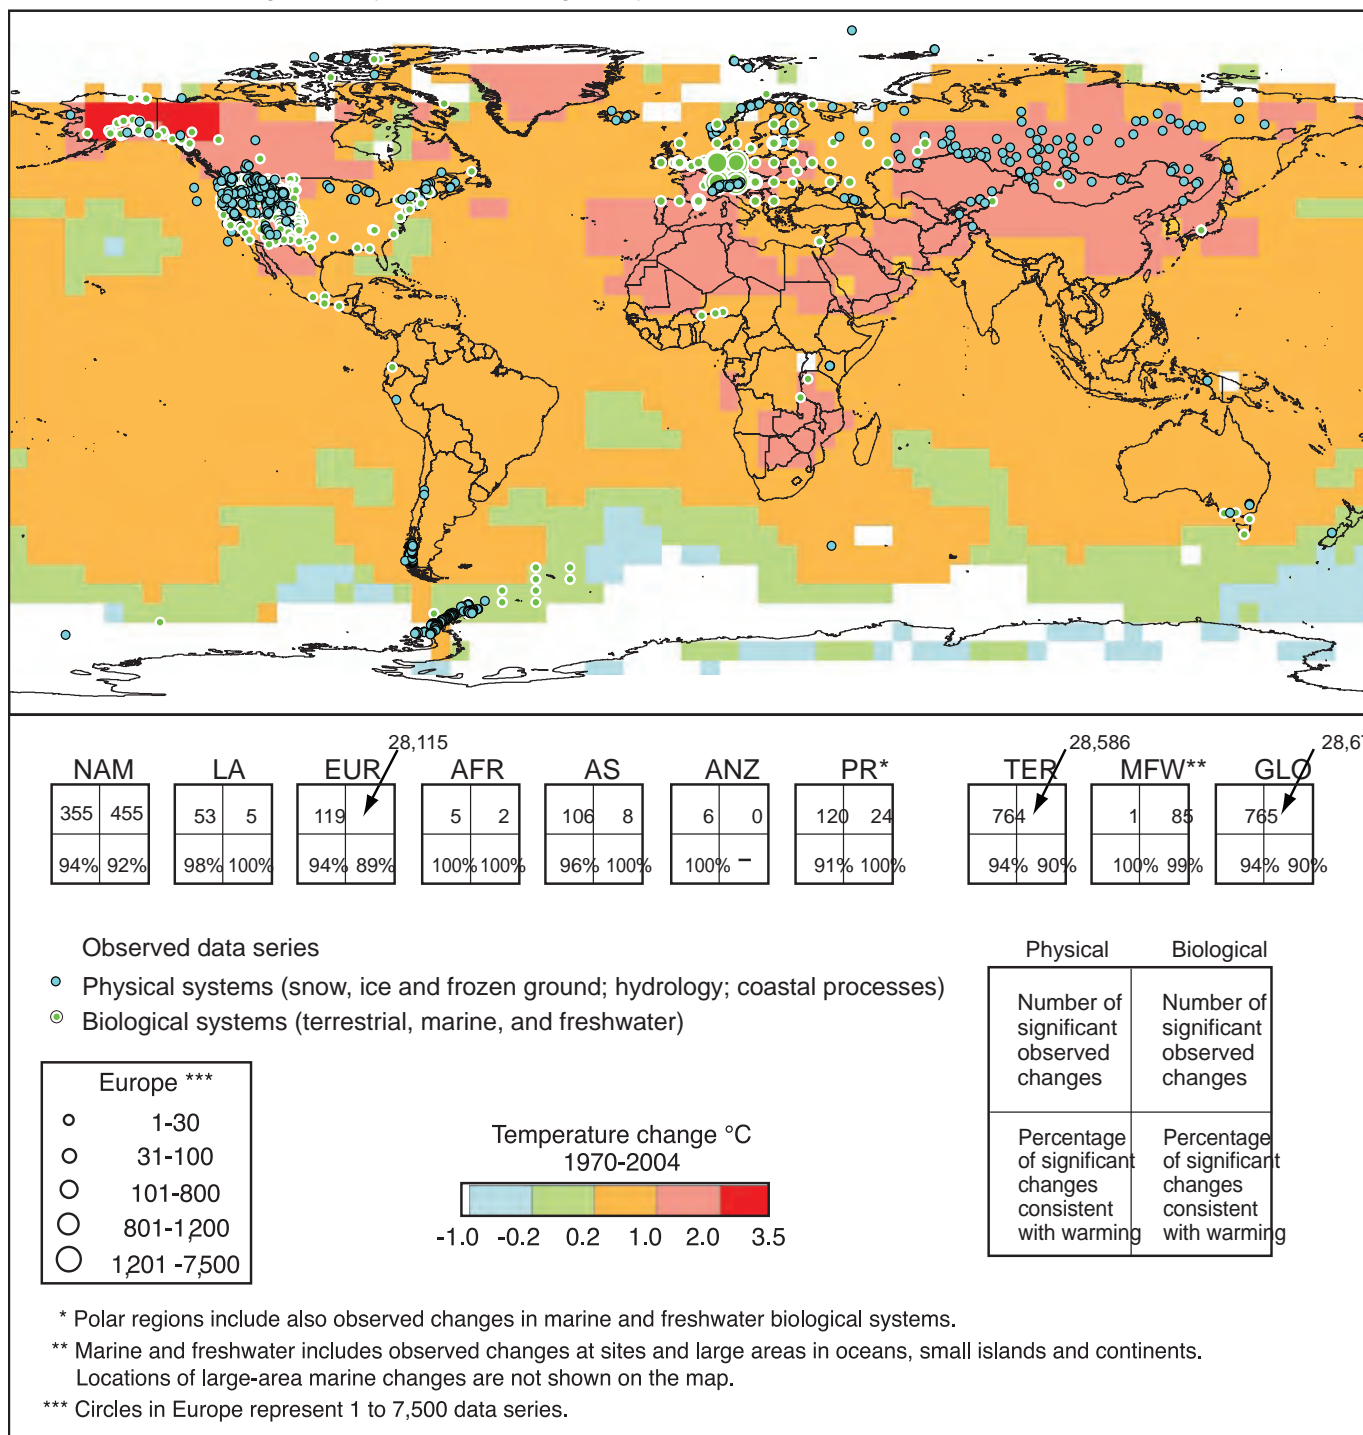 28,115
28,586
28,67
NAM LA EUR AFR AS ANZ PR* TER MFW** GLO
355 455 53 5 119 5 2 106 8 6 0 120 24 764 1 85 765
94% 92% 98% 100% 94% 89% 100% 100% 96% 100% 100% – 91% 100% 94% 90% 100% 99% 94% 90%
Observed data series
Physical systems (snow, ice and frozen ground; hydrology; coastal processes)
Biological systems (terrestrial, marine, and freshwater)
Physical Biological
Number of significant observed changes
Number of significant observed changes
Percentage of significant changes consistent with warming
Percentage of significant changes consistent with warming
Europe ***
1-30
31-100
101-800
801-1,200
1,201 -7,500
Temperature change °C
1970-2004
-1.0 -0.2 0.2 1.0 2.0 3.5
* Polar regions include also observed changes in marine and freshwater biological systems.
** Marine and freshwater includes observed changes at sites and large areas in oceans, small islands and continents.
Locations of large-area marine changes are not shown on the map.
*** Circles in Europe represent 1 to 7,500 data series.